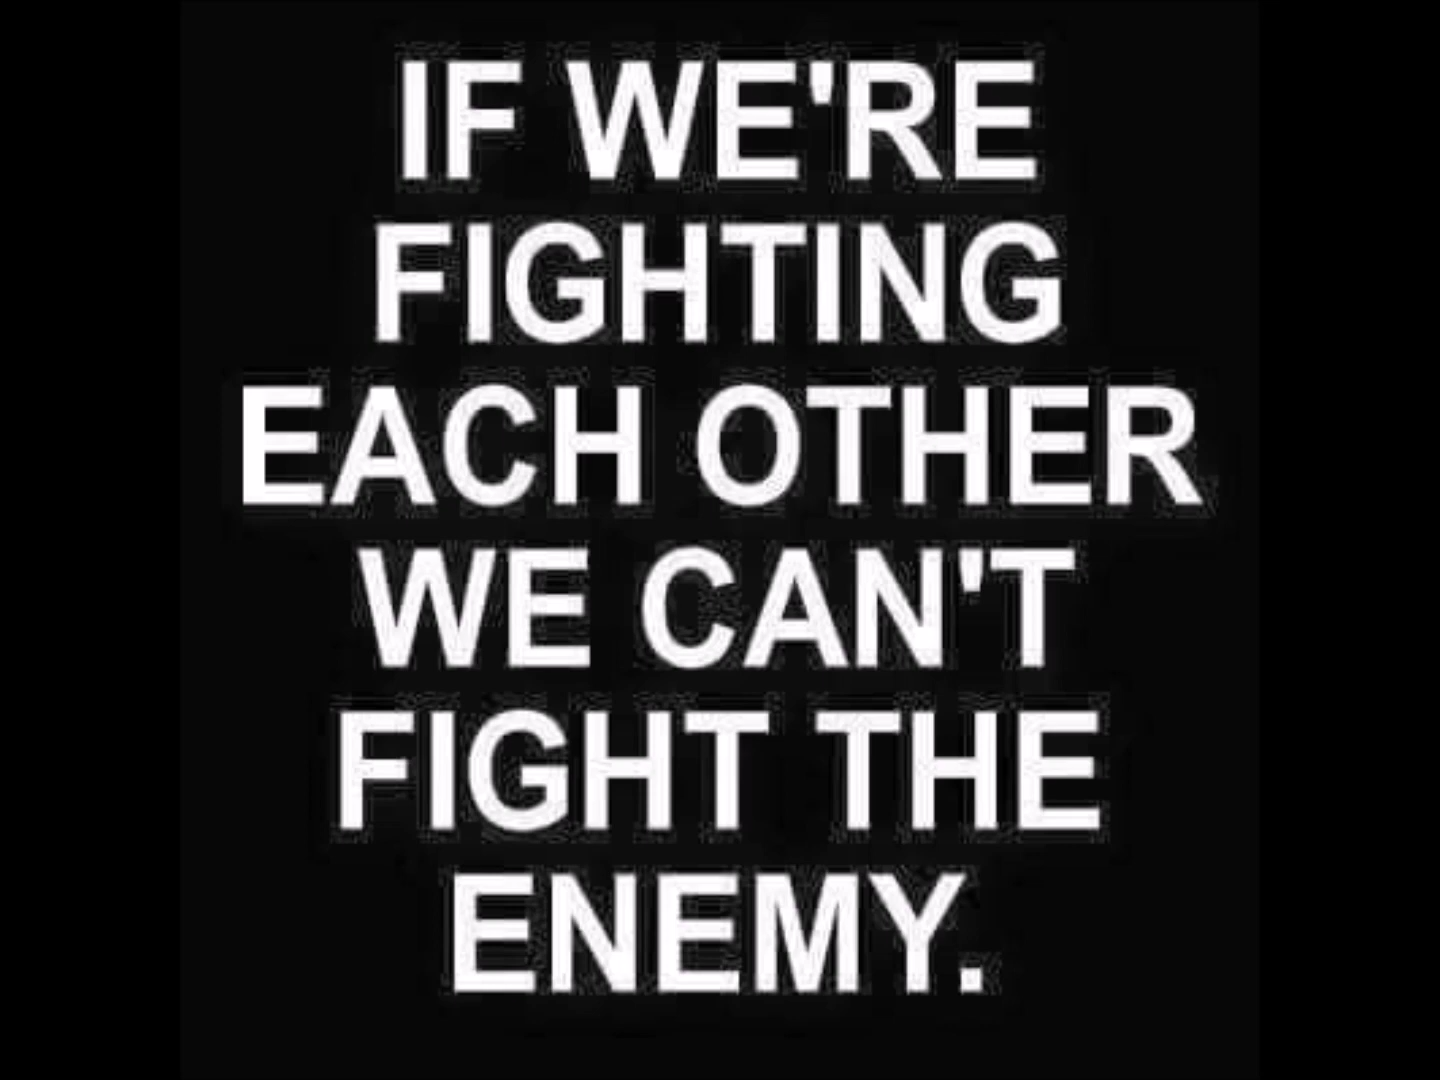 IF WE'RE
FIGHTING
EACH OTHER
WE CAN'T
FIGHT THE
ENEMY.